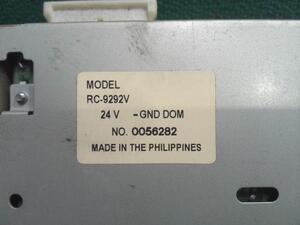 MODEL
RC-9292V
24 V -GND DOM
NO. 0056282
MADE IN THE PHILIPPINES